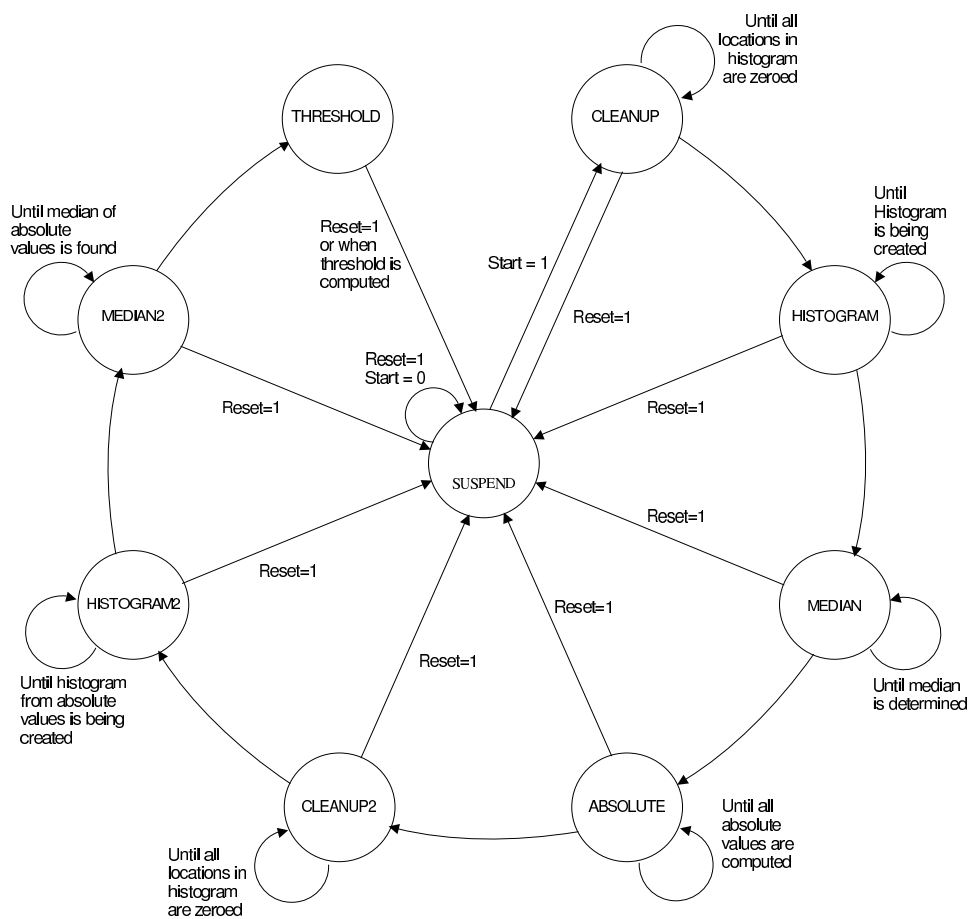 Until all
locations in
histogram
are zeroed
THRESHOLD
CLEANUP
Until median of
absolute
values is found
Reset=1
or when
threshold is
computed
Start = 1
Until
Histogram
is being
created
MEDIAN2
Reset=1
HISTOGRAM
Reset=1
Start = 0
Reset=1
Reset=1
SUSPEND
Reset=1
Reset=1
HISTOGRAM2
Reset=1
MEDIAN
Until histogram
from absolute
values is being
created
Reset=1
Until median
is determined
CLEANUP2
ABSOLUTE
Until all
absolute
values are
computed
Until all
locations in
histogram
are zeroed